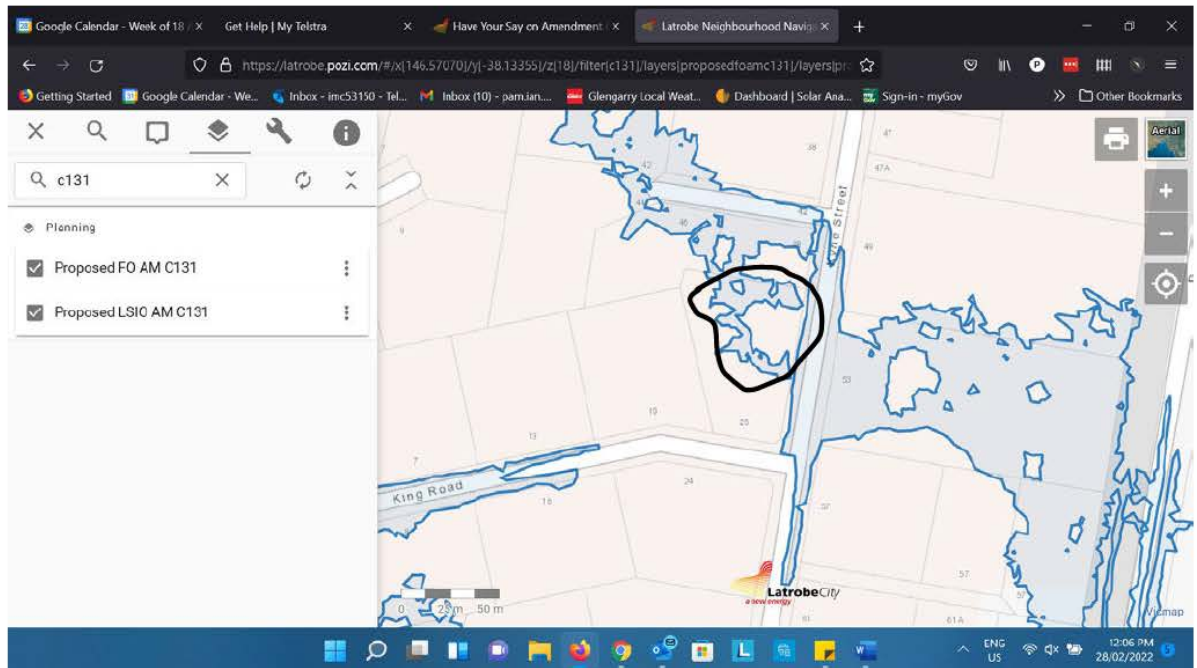 Google Calendar - Week of 18 /
Get Help | My Telstra
Have Your Say on Amendment
Latrobe Neighbourhood Navig
https://latrobe.pozi.com/#/x[146.57070]/y[-38.13355]/z[18]/filter[c131]/layers[proposedfoamc131]/layers[pr
Getting Started
Google Calendar - We...
Inbox - imc53150 - Tel...
Inbox (10) - pam.ian....
Glengarry Local Weat...
Dashboard | Solar Ana...
Sign-in - myGov
Other Bookmarks
Aerial
c131
Planning
Proposed FO AM C131
Proposed LSIO AM C131
38
47
47A
42
44
46
42
49
9
53
19
25
13
7
King Road
16
24
37
57
61
61A
LatrobeCity
a new energy
0
25 m
50 m
Vicmap
ENG
US
12:06 PM
28/02/2022